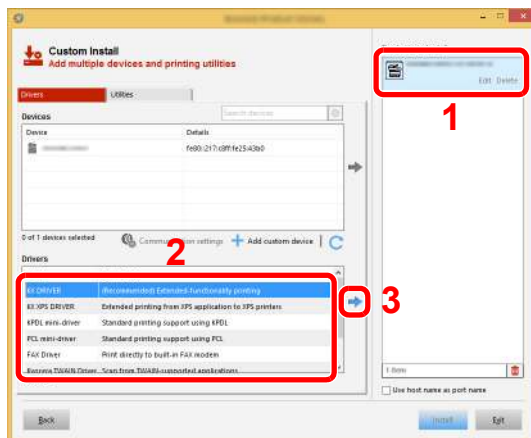 Custom Install
Add multiple devices and printing utilities
Edit Delete
1
Drivers Utilities
Devices Search devices
Device Details
fe80::217:c8ff:fe25:43b0
0 of 1 devices selected Communication settings Add custom device
2
Drivers
KX DRIVER (Recommended) Extended-functionality printing
KX XPS DRIVER Extended printing from XPS application to XPS printers
3
KPDL mini-driver Standard printing support using KPDL
PCL mini-driver Standard printing support using PCL
FAX Driver Print directly to built-in FAX modem
Kyocera TWAIN Driver Scan from TWAIN-supported applications
1 item
Use host name as port name
Back Install Exit